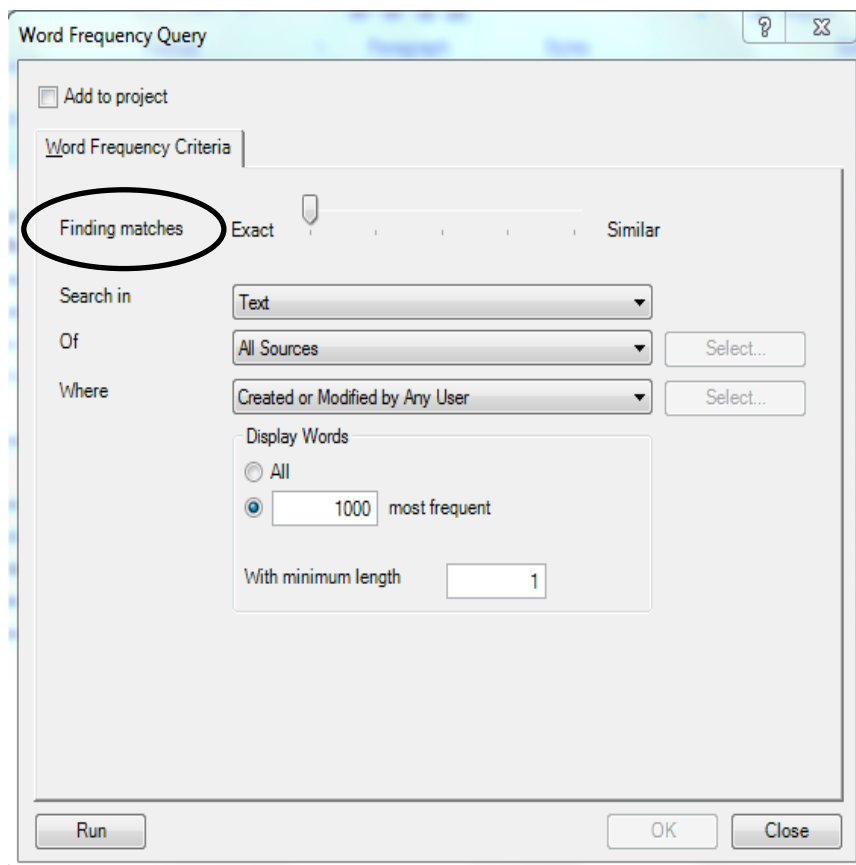 Word Frequency Query
Add to project
Word Frequency Criteria
Finding matches Exact Similar
Search in Text
Of All Sources Select...
Where Created or Modified by Any User Select...
Display Words
All
1000 most frequent
With minimum length 1
Run OK Close